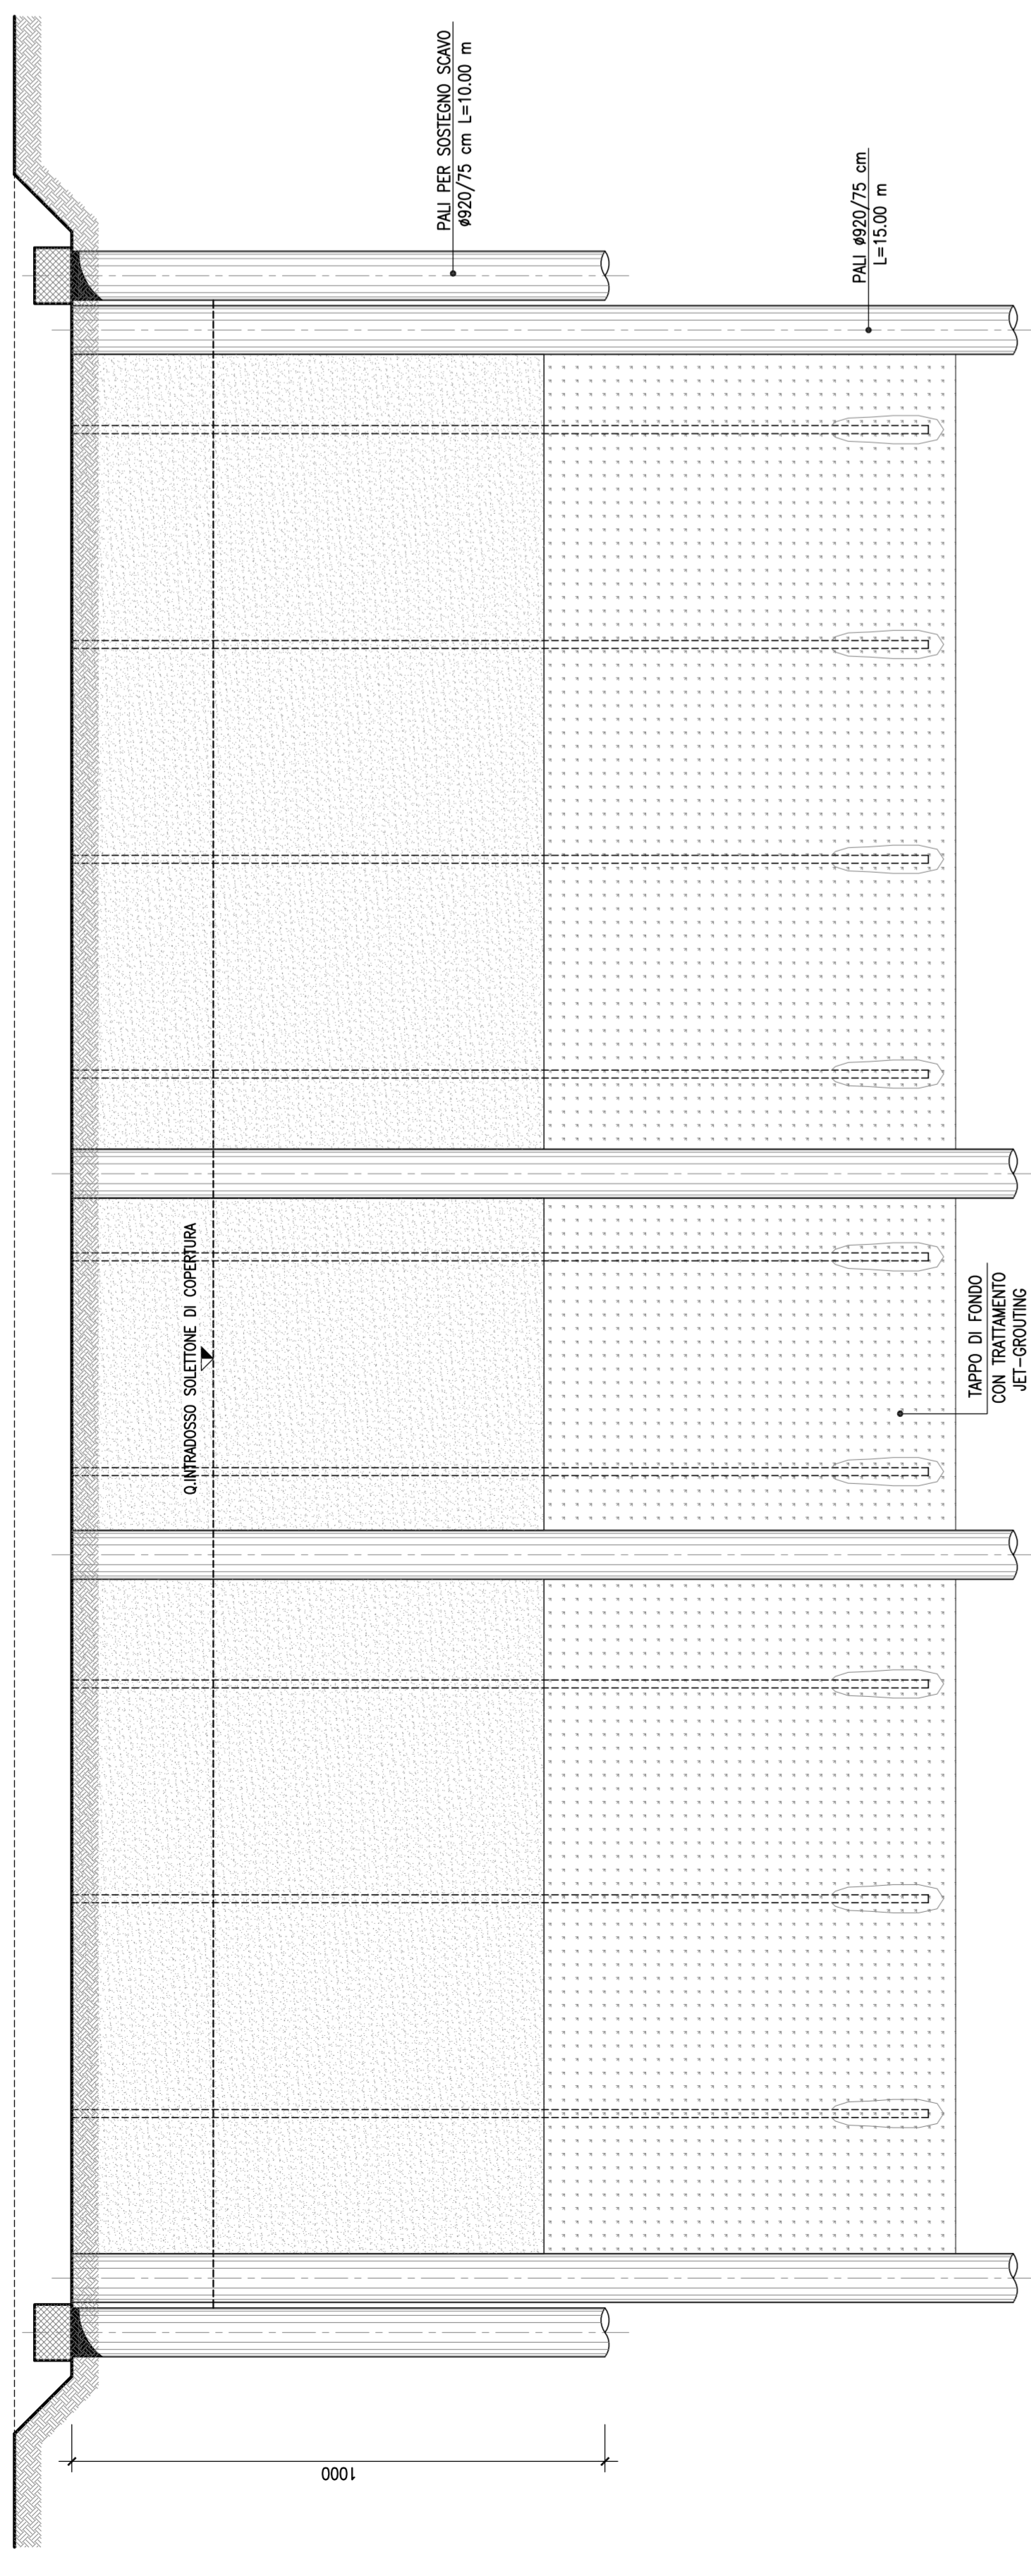 PALI PER SOSTEGNO SCAVO
ø920/75 cm L=10.00 m
PALI ø920/75 cm
L=15.00 m
Q.INTRADOSSO SOLETTONE DI COPERTURA
TAPPO DI FONDO
CON TRATTAMENTO
JET-GROUTING
1000